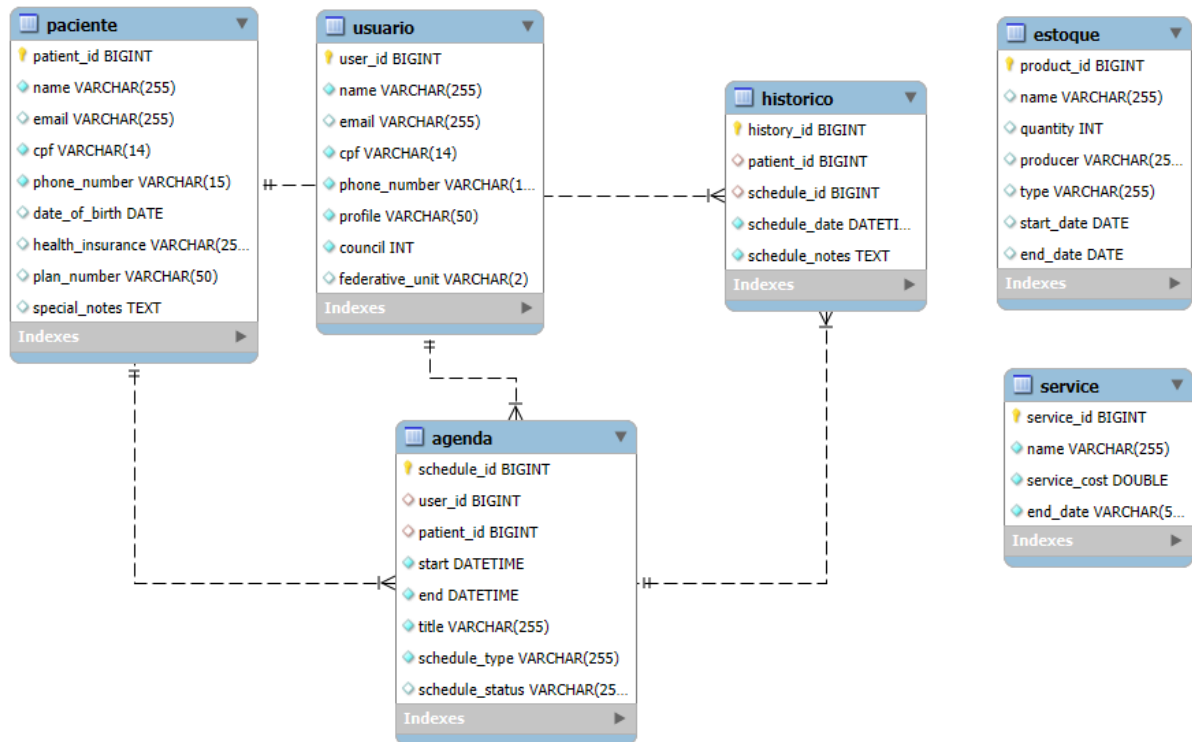 paciente
patient_id BIGINT
name VARCHAR(255)
email VARCHAR(255)
cpf VARCHAR(14)
phone_number VARCHAR(15)
date_of_birth DATE
health_insurance VARCHAR(25...
plan_number VARCHAR(50)
special_notes TEXT
Indexes
usuario
user_id BIGINT
name VARCHAR(255)
email VARCHAR(255)
cpf VARCHAR(14)
phone_number VARCHAR(1...
profile VARCHAR(50)
council INT
federative_unit VARCHAR(2)
Indexes
historico
history_id BIGINT
patient_id BIGINT
schedule_id BIGINT
schedule_date DATETI...
schedule_notes TEXT
Indexes
estoque
product_id BIGINT
name VARCHAR(255)
quantity INT
producer VARCHAR(25...
type VARCHAR(255)
start_date DATE
end_date DATE
Indexes
agenda
schedule_id BIGINT
user_id BIGINT
patient_id BIGINT
start DATETIME
end DATETIME
title VARCHAR(255)
schedule_type VARCHAR(255)
schedule_status VARCHAR(25...
Indexes
service
service_id BIGINT
name VARCHAR(255)
service_cost DOUBLE
end_date VARCHAR(5...
Indexes